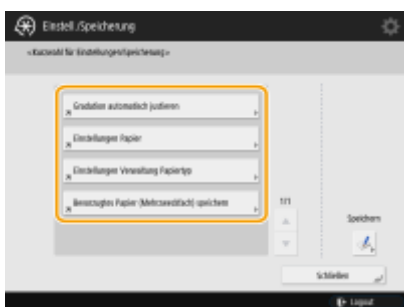 Einstell./Speicherung
<Kurzwahl für Einstellungen/Speicherung>
Gradation automatisch justieren
Einstellungen Papier
Einstellungen Verwaltung Papiertyp
Bevorzugtes Papier (Mehrzweckfach) speichern
1/1
Speichern
Schließen
Logout